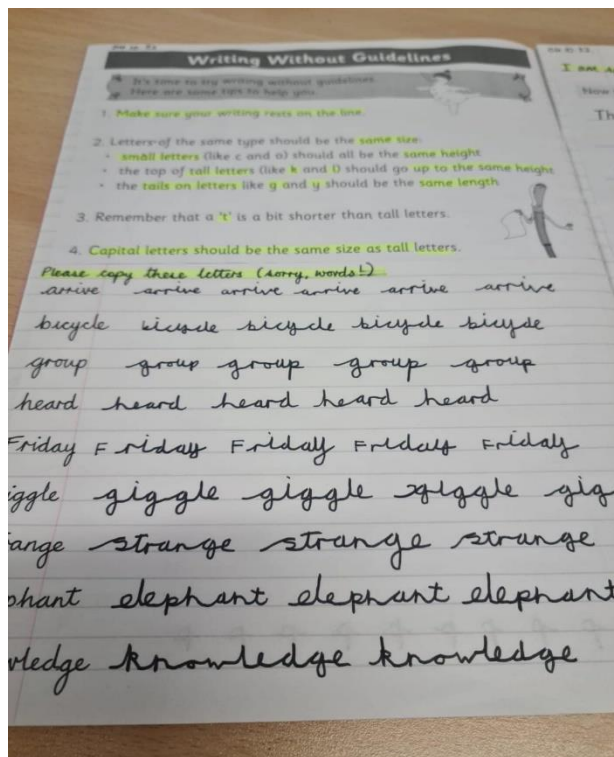 Writing Without Guidelines
It's time to try writing without guidelines.
Here are some tips to help you.
1. Make sure your writing rests on the line.
2. Letters of the same type should be the same size:
• small letters (like c and a) should all be the same height
• the top of tall letters (like k and l) should go up to the same height
• the tails on letters like g and y should be the same length
3. Remember that a 't' is a bit shorter than tall letters.
4. Capital letters should be the same size as tall letters.
Please copy these letters (sorry, words!)
arrive arrive arrive arrive arrive arrive
bicycle bicycle bicycle bicycle bicycle
group group group group group
heard heard heard heard heard
Friday Friday Friday Friday Friday
iggle giggle giggle giggle gig
ange strange strange strange
phant elephant elephant elephant
wledge knowledge knowledge
I am
Now
Th